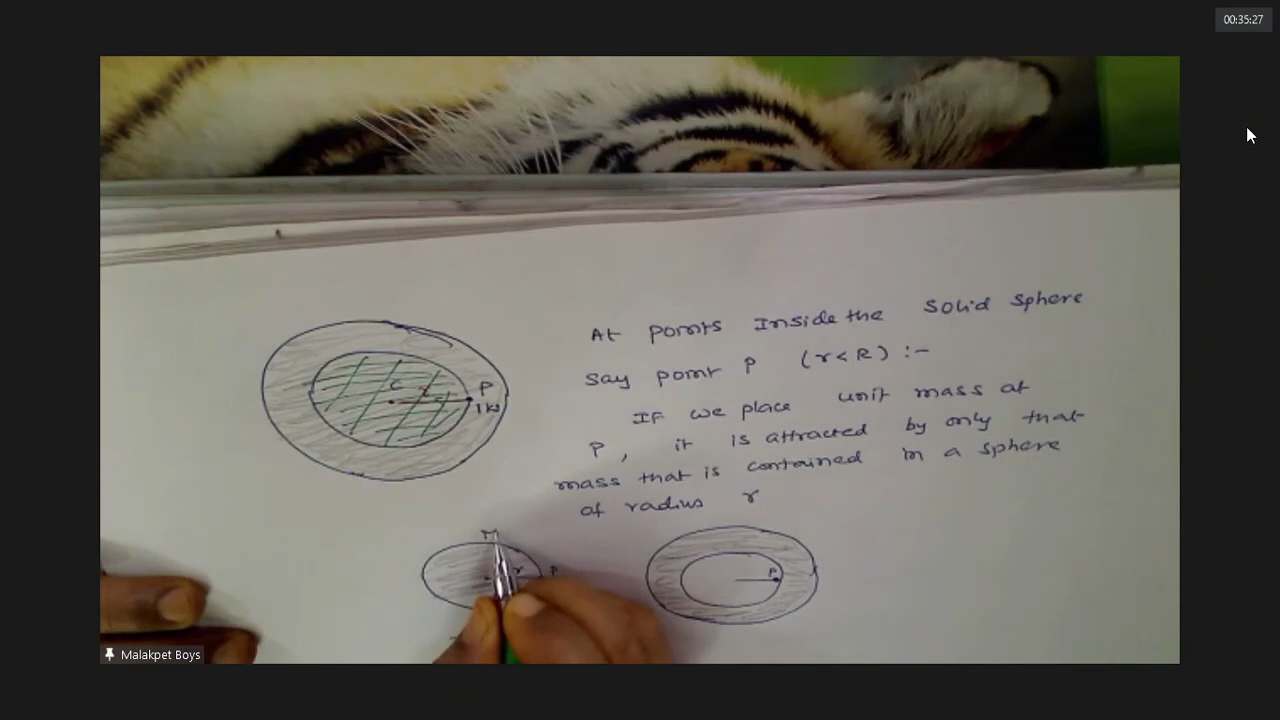 00:35:27
At points Inside the Solid Sphere
Say point P (r<R) :-
IF we place unit mass at
P, it is attracted by only that
mass that is contained in a sphere
of radius r
C
P
r
P
P
Malakpet Boys